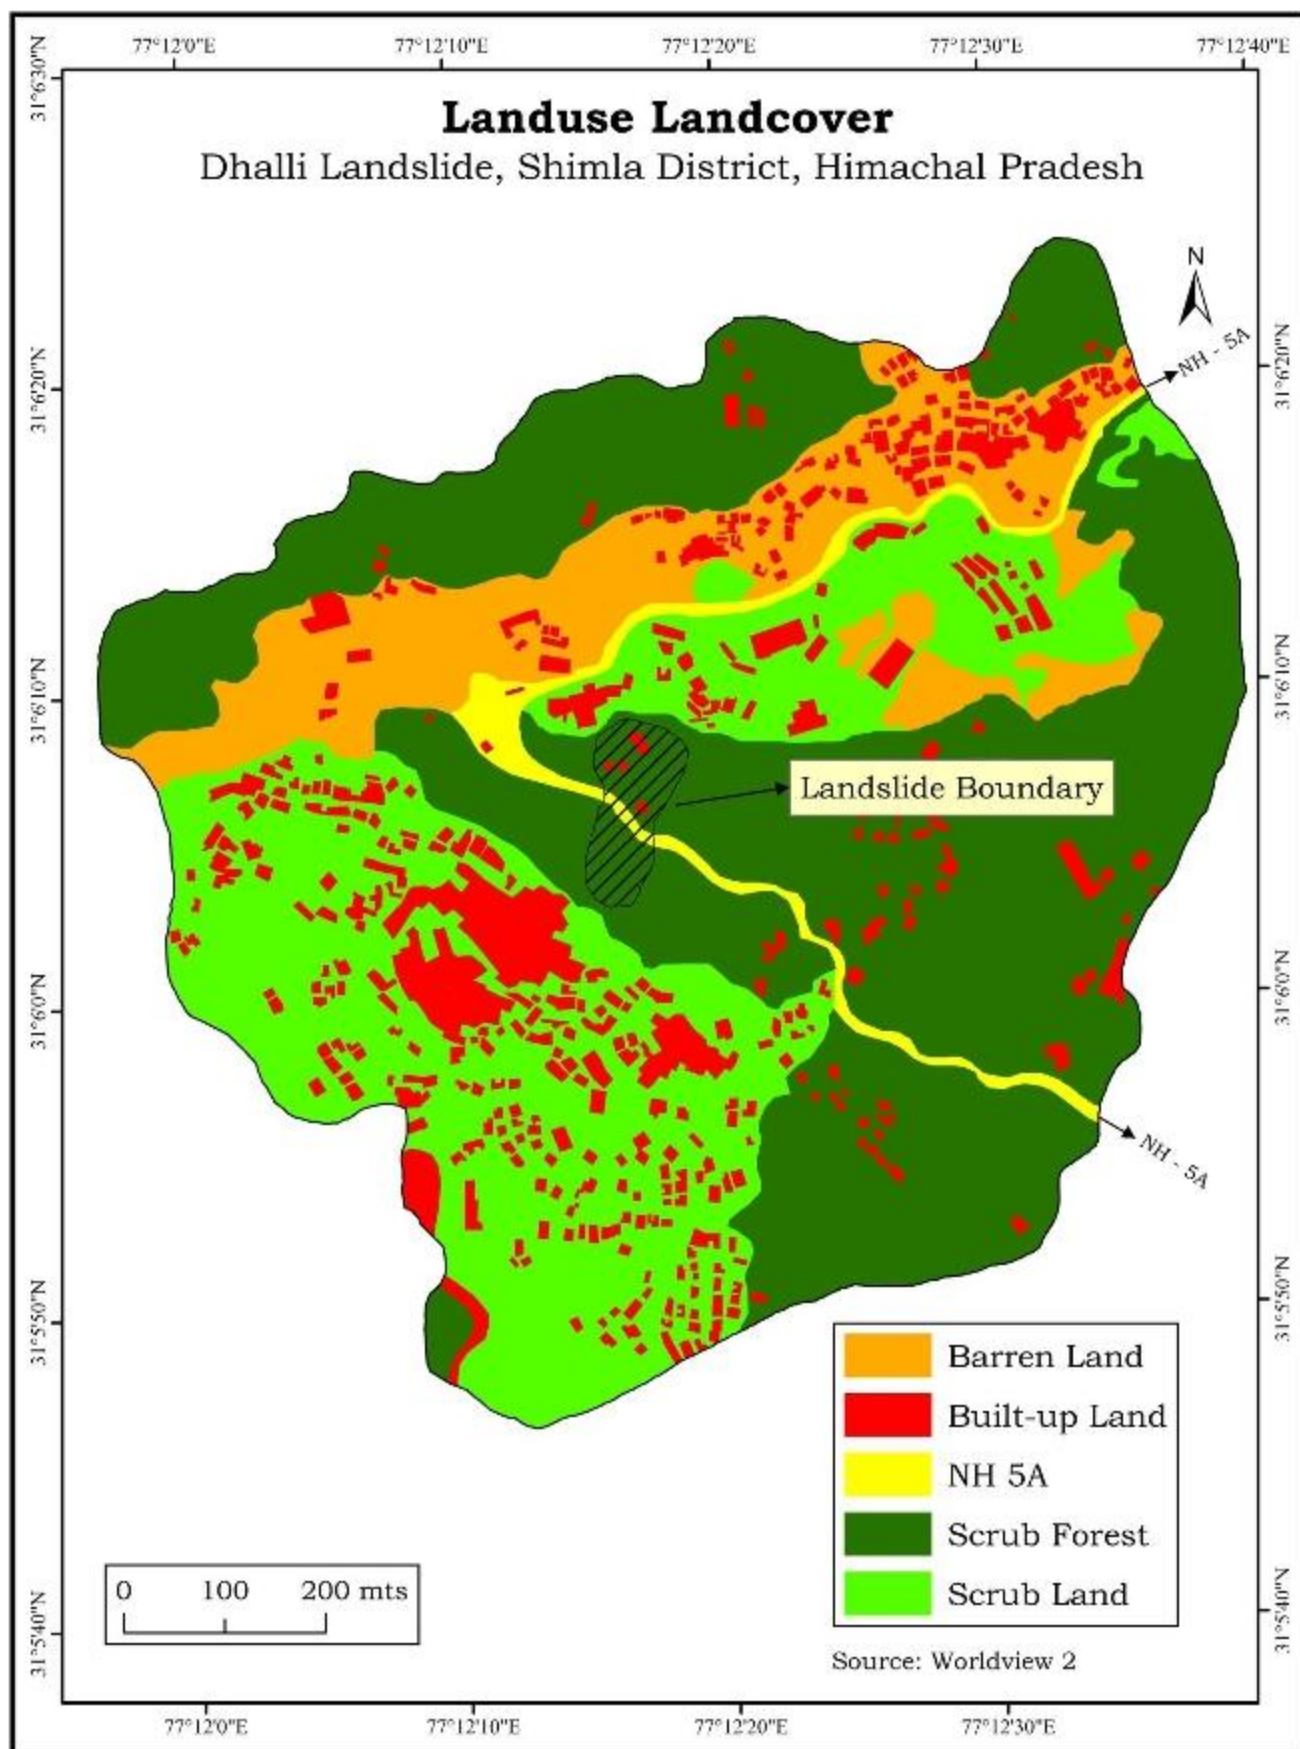 77°12'0"E 77°12'10"E 77°12'20"E 77°12'30"E 77°12'40"E
31°6'30"N
Landuse Landcover
Dhalli Landslide, Shimla District, Himachal Pradesh
N
NH - 5A
31°6'20"N 31°6'20"N
31°6'10"N 31°6'10"N
Landslide Boundary
31°6'0"N 31°6'0"N
NH - 5A
31°5'50"N 31°5'50"N
Barren Land
Built-up Land
NH 5A
Scrub Forest
Scrub Land
0 100 200 mts
31°5'40"N 31°5'40"N
Source: Worldview 2
77°12'0"E 77°12'10"E 77°12'20"E 77°12'30"E